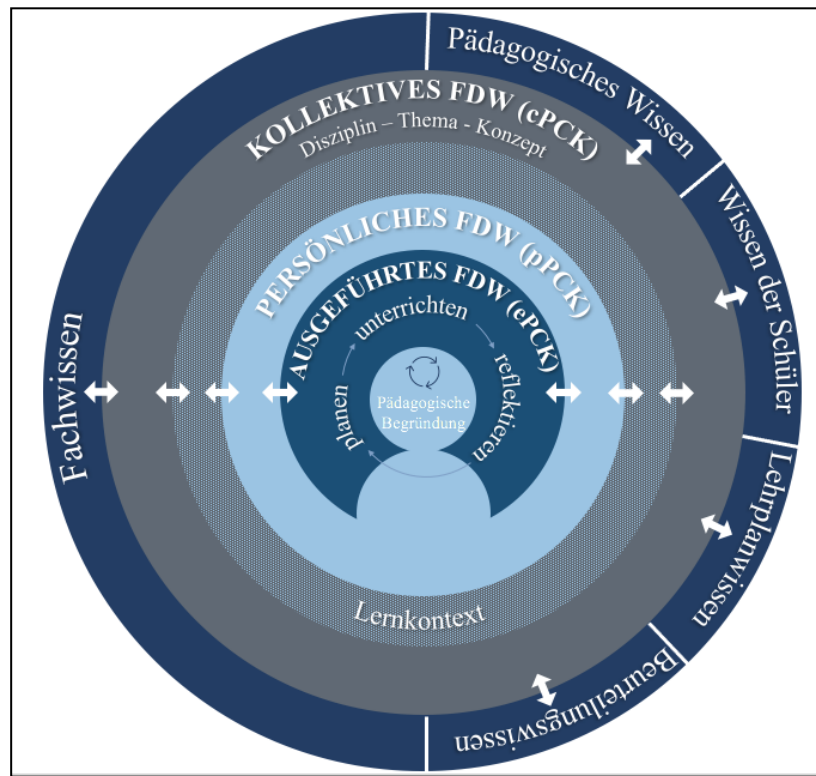 Pädagogisches Wissen
KOLLEKTIVES FDW (cPCK)
Disziplin – Thema - Konzept
Wissen der Schüler
PERSÖNLICHES FDW (pPCK)
AUSGEFÜHRTES FDW (ePCK)
unterrichten
reflektieren
planen
Pädagogische
Begründung
Fachwissen
Lehrplanwissen
Lernkontext
Beurteilungswissen